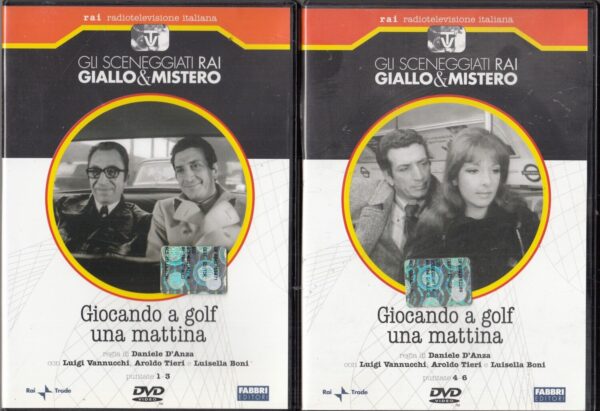 rai radiotelevisione italiana
GLI SCENEGGIATI RAI
GIALLO&MISTERO
Giocando a golf
una mattina
regia di Daniele D'Anza
con Luigi Vannucchi, Aroldo Tieri e Luisella Boni
puntate 1-3
Rai Trade
DVD
VIDEO
FABBRI
EDITORI
rai radiotelevisione italiana
GLI SCENEGGIATI RAI
GIALLO&MISTERO
Giocando a golf
una mattina
regia di Daniele D'Anza
con Luigi Vannucchi, Aroldo Tieri e Luisella Boni
puntate 4-6
Rai Trade
DVD
VIDEO
FABBRI
EDITORI